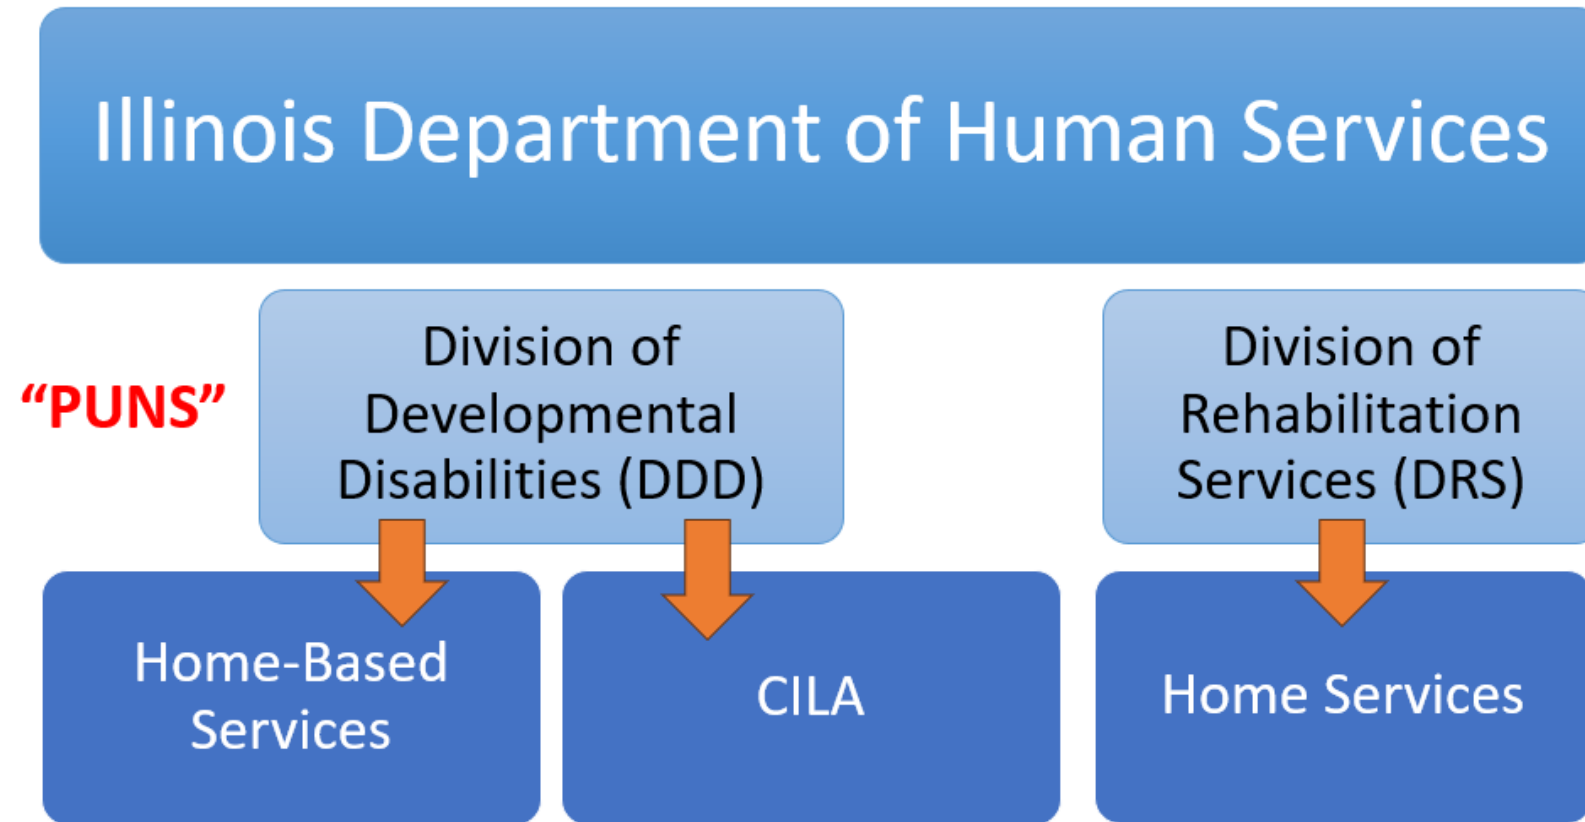 Illinois Department of Human Services
“PUNS”
Division of
Developmental
Disabilities (DDD)
Division of
Rehabilitation
Services (DRS)
Home-Based
Services
CILA
Home Services